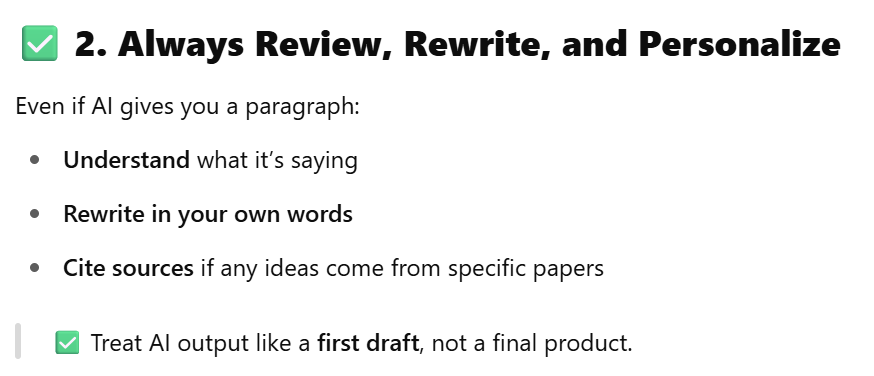 ✅ 2. Always Review, Rewrite, and Personalize
Even if AI gives you a paragraph:
• Understand what it’s saying
• Rewrite in your own words
• Cite sources if any ideas come from specific papers
✅ Treat AI output like a first draft, not a final product.